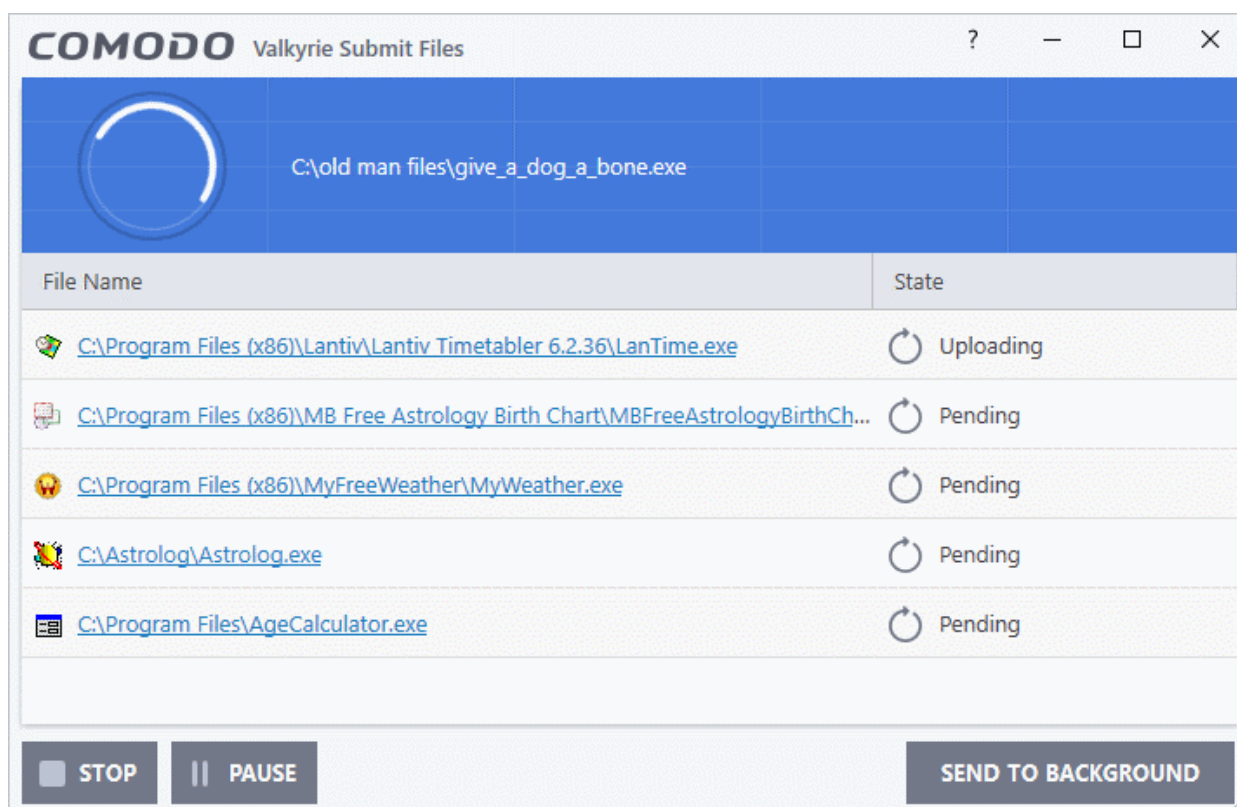 COMODO Valkyrie Submit Files
C:\old man files\give_a_dog_a_bone.exe
File Name State
C:\Program Files (x86)\Lantiv\Lantiv Timetabler 6.2.36\LanTime.exe Uploading
C:\Program Files (x86)\MB Free Astrology Birth Chart\MBFreeAstrologyBirthCh... Pending
C:\Program Files (x86)\MyFreeWeather\MyWeather.exe Pending
C:\Astrolog\Astrolog.exe Pending
C:\Program Files\AgeCalculator.exe Pending
STOP PAUSE SEND TO BACKGROUND